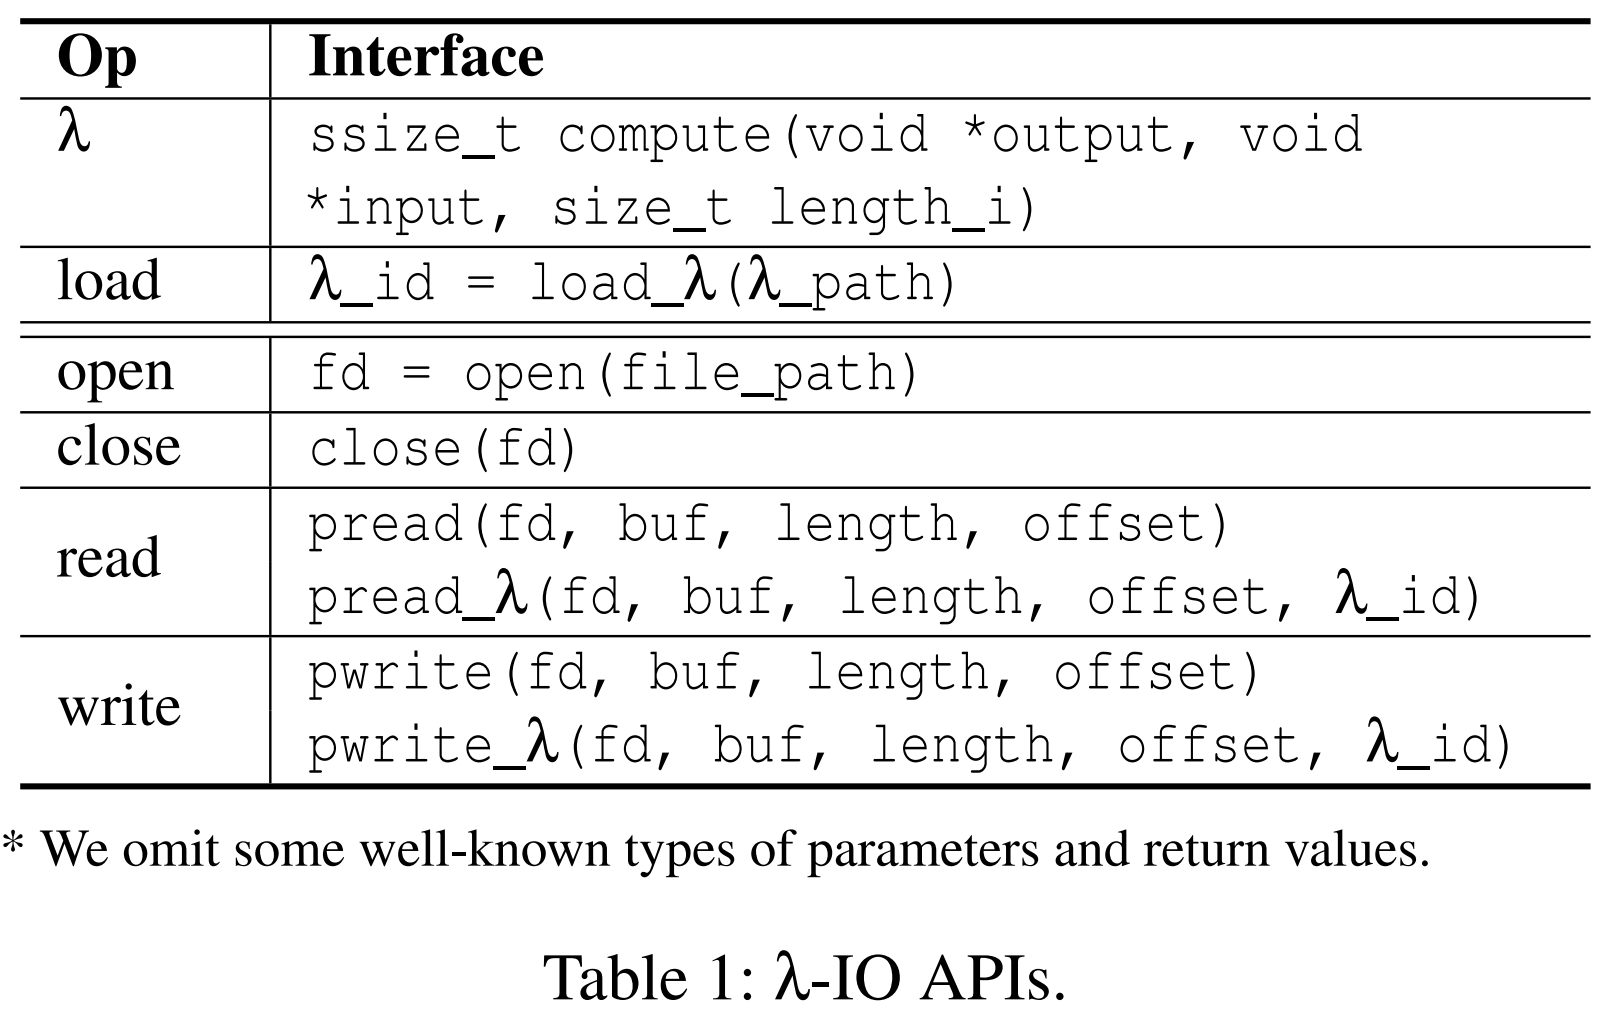 Op Interface
λ ssize_t compute(void *output, void
*input, size_t length_i)
load λ_id = load_λ(λ_path)
open fd = open(file_path)
close close(fd)
read
pread(fd, buf, length, offset)
pread_λ(fd, buf, length, offset, λ_id)
write
pwrite(fd, buf, length, offset)
pwrite_λ(fd, buf, length, offset, λ_id)
* We omit some well-known types of parameters and return values.
Table 1: λ-IO APIs.